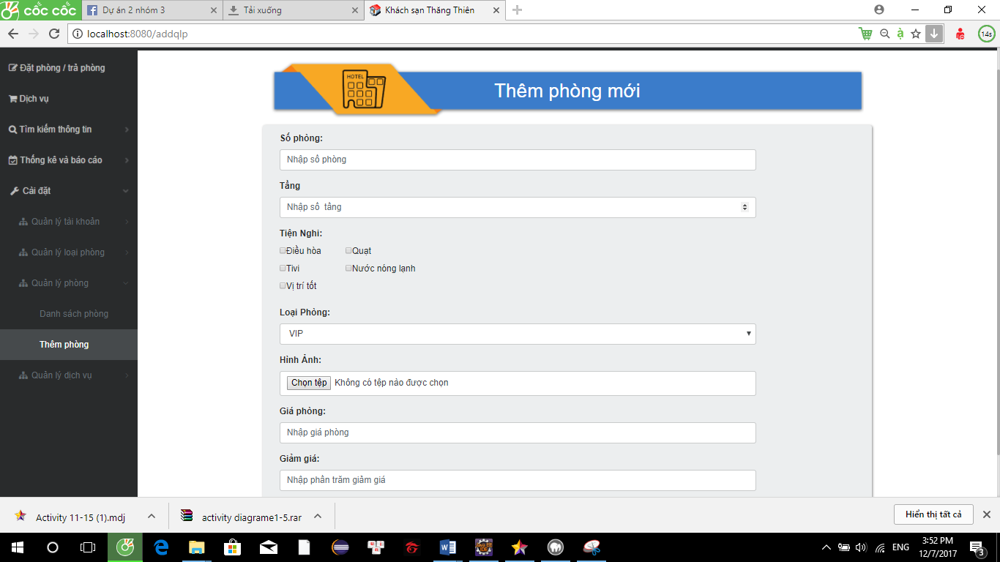 cốc cốc
Dự án 2 nhóm 3
Tải xuống
Khách sạn Thăng Thiên
localhost:8080/addqlp
14s
Đặt phòng / trả phòng
Dịch vụ
Tìm kiếm thông tin
Thống kê và báo cáo
Cài đặt
Quản lý tài khoản
Quản lý loại phòng
Quản lý phòng
Danh sách phòng
Thêm phòng
Quản lý dịch vụ
HOTEL
Thêm phòng mới
Số phòng:
Nhập số phòng
Tầng
Nhập số  tầng
Tiện Nghi:
Điều hòa Quạt
Tivi Nước nóng lạnh
Vị trí tốt
Loại Phòng:
VIP
Hình Ảnh:
Chọn tệp Không có tệp nào được chọn
Giá phòng:
Nhập giá phòng
Giảm giá:
Nhập phần trăm giảm giá
Activity 11-15 (1).mdj
activity diagrame1-5.rar
Hiển thị tất cả
ENG
3:52 PM
12/7/2017
3